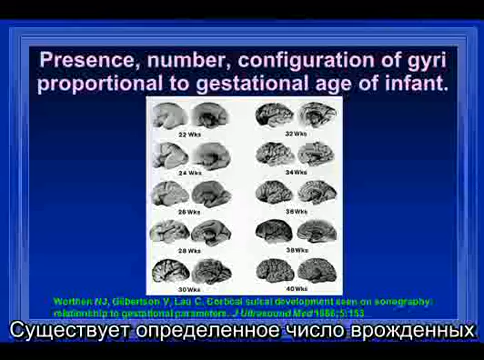 Presence, number, configuration of gyri
proportional to gestational age of infant.
22 Wks
32 Wks
24 Wks
34 Wks
26 Wks
36 Wks
28 Wks
38 Wks
30 Wks
40 Wks
Worthen NJ, Gilbertson V, Lau C. Cortical sulcal development seen on sonography:
relationship to gestational parameters. J Ultrasound Med 1986;5:153.
Существует определенное число врожденных